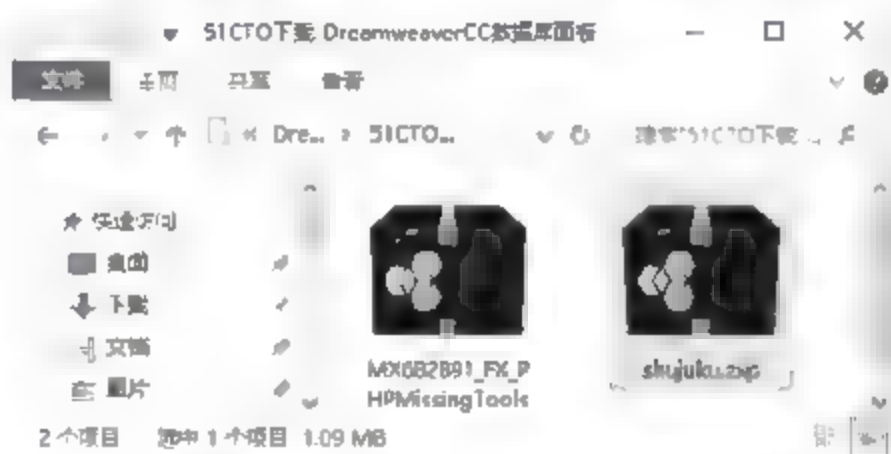 51CTO下载 DreamweaverCC数据库面板
文件 主页 共享 查看
Dre... › 51CTO...
搜索"51CTO下载 ...
快速访问
桌面
下载
文档
图片
MX682891_FX_P
HPMissingTools
shujuku.zxp
2 个项目 选中 1 个项目 1.09 MB